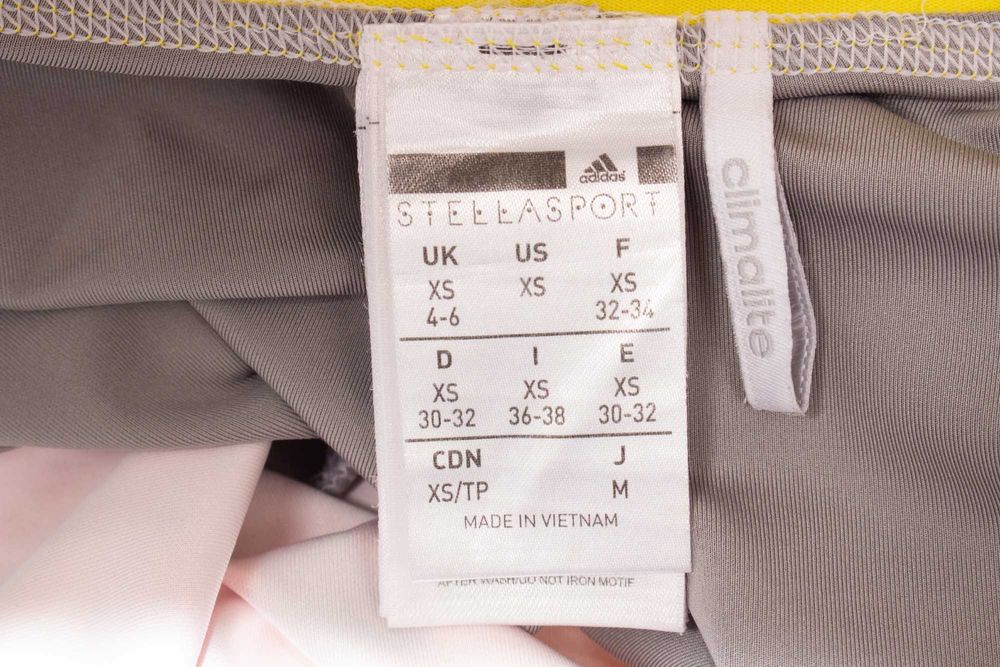 adidas
STELLASPORT
UK US F
XS XS XS
4-6 32-34
D I E
XS XS XS
30-32 36-38 30-32
CDN J
XS/TP M
MADE IN VIETNAM
AFTER WASH/DO NOT IRON MOTIF
climalite